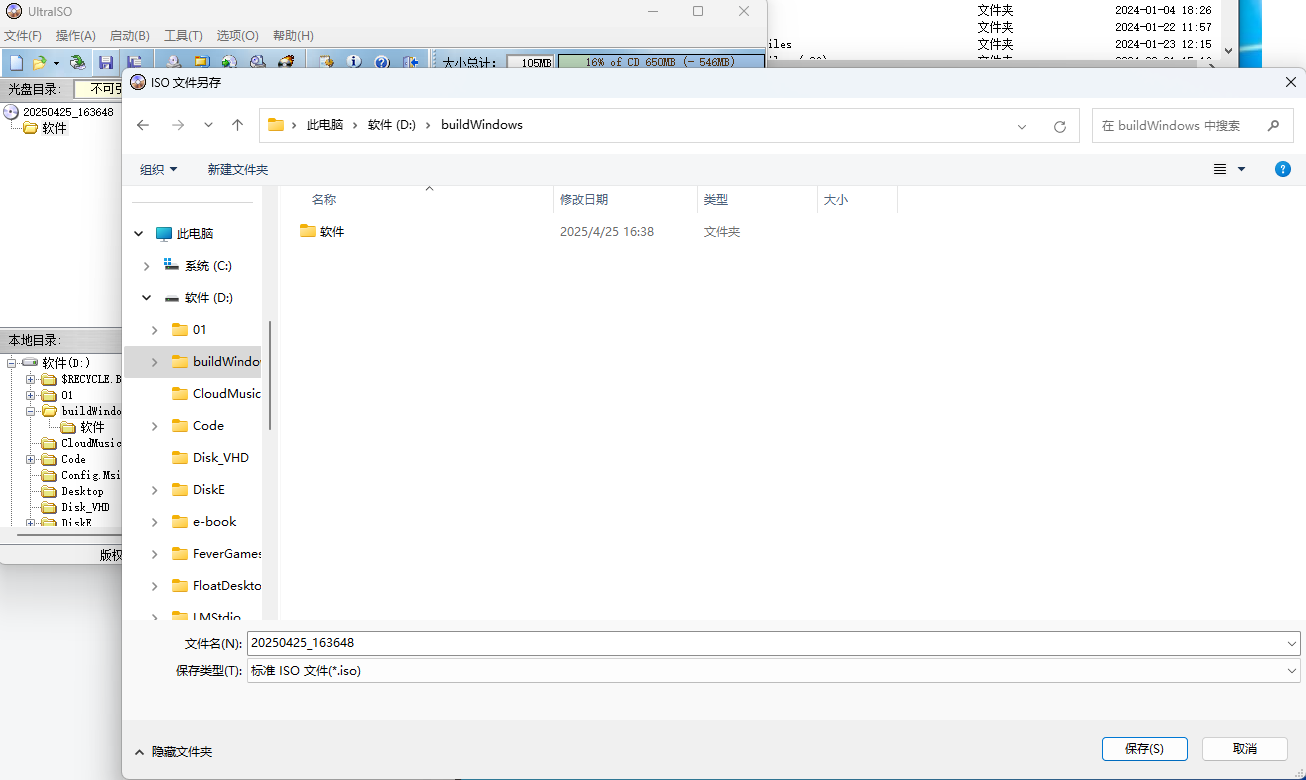 UltraISO
文件(F) 操作(A) 启动(B) 工具(T) 选项(O) 帮助(H)
大小总计: 105MB 16% of CD 650MB (- 546MB)
文件夹 2024-01-04 18:26
文件夹 2024-01-22 11:57
iles 文件夹 2024-01-23 12:15
光盘目录: 不可引
20250425_163648
软件
本地目录:
软件(D:)
$RECYCLE.B
01
buildWindo
软件
CloudMusic
Code
Config.Msi
Desktop
Disk_VHD
DiskE
版权
ISO 文件另存
此电脑 软件 (D:) buildWindows
在 buildWindows 中搜索
组织 新建文件夹
?
名称 修改日期 类型 大小
软件 2025/4/25 16:38 文件夹
此电脑
系统 (C:)
软件 (D:)
01
buildWindo
CloudMusic
Code
Disk_VHD
DiskE
e-book
FeverGames
FloatDeskto
LMStdio
文件名(N): 20250425_163648
保存类型(T): 标准 ISO 文件(*.iso)
隐藏文件夹
保存(S) 取消